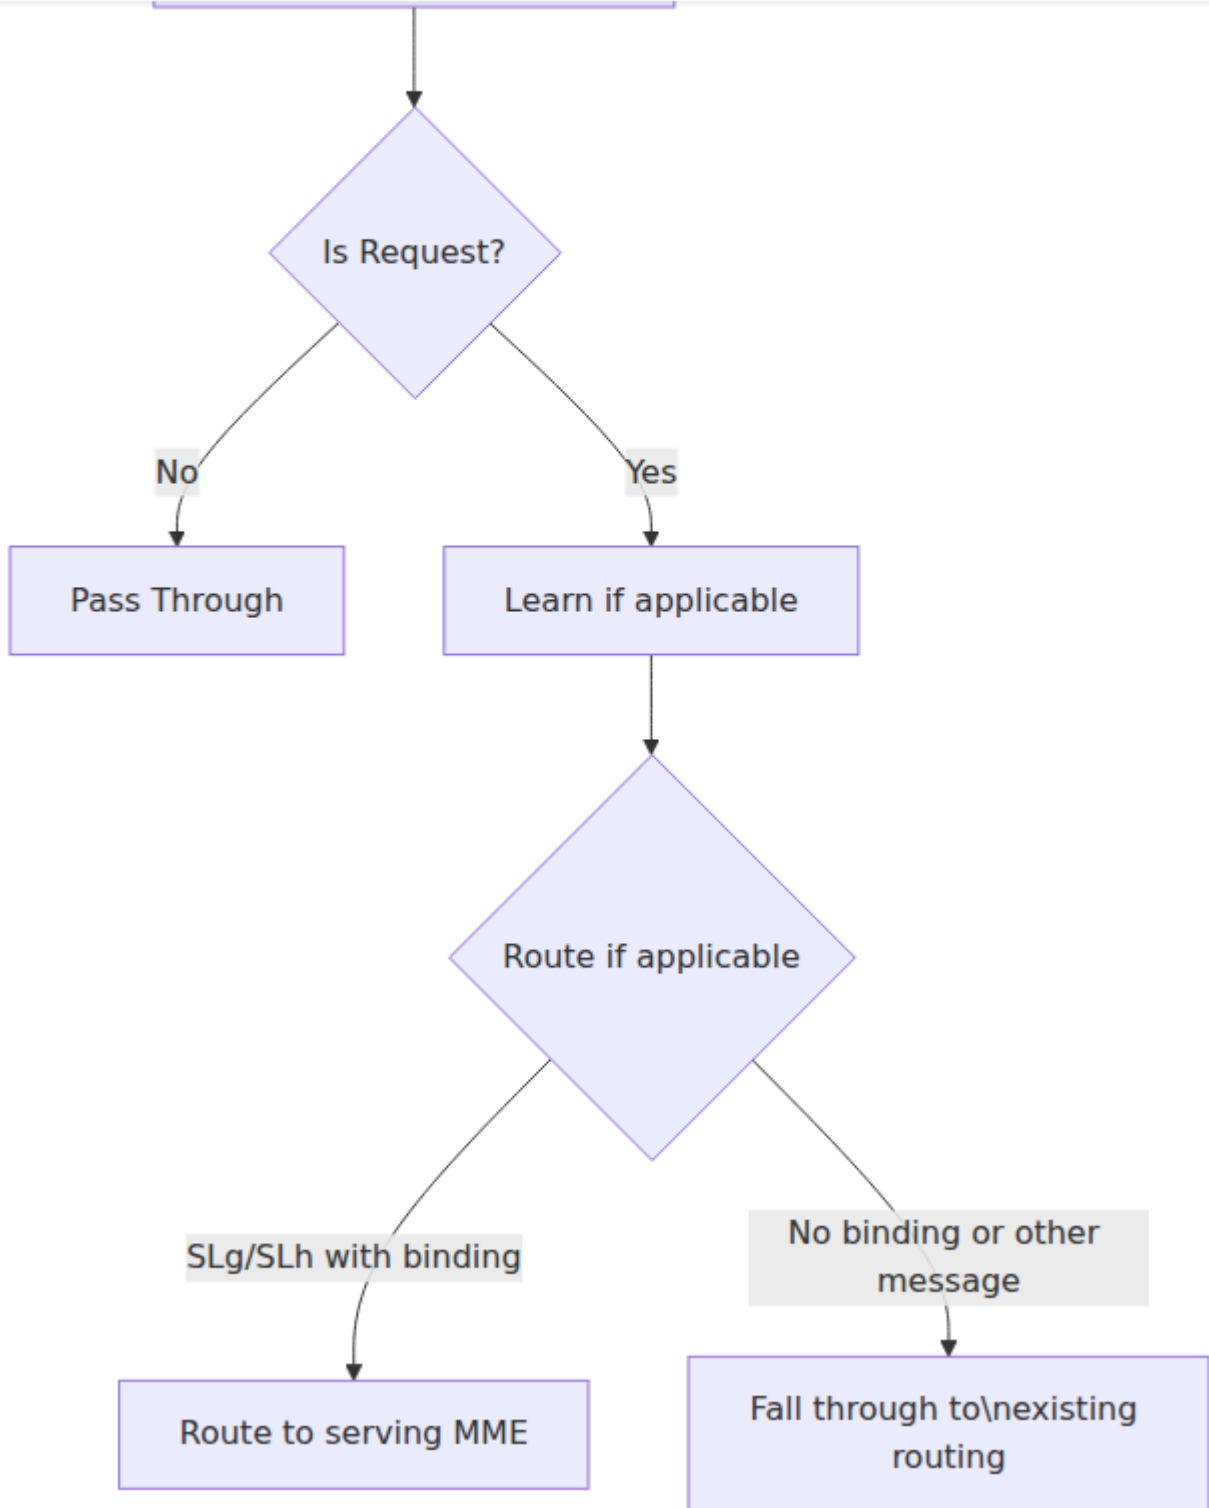 Is Request?
No
Yes
Pass Through
Learn if applicable
Route if applicable
SLg/SLh with binding
No binding or other
message
Route to serving MME
Fall through to\nexisting
routing